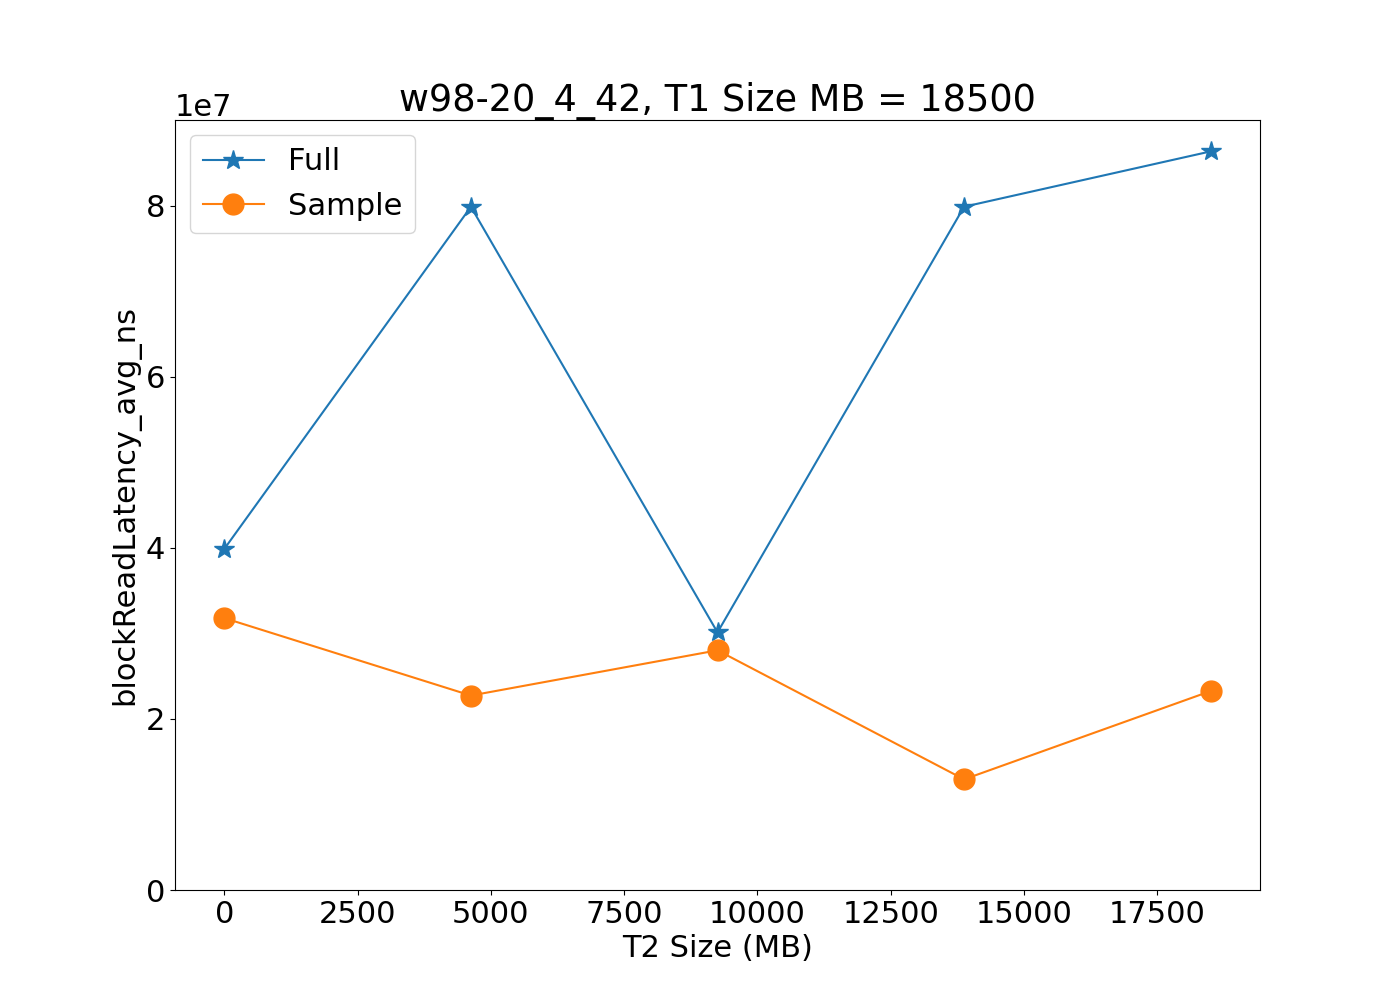 w98-20_4_42, T1 Size MB = 18500
1e7
Full
Sample
8
6
4
2
0
blockReadLatency_avg_ns
0 2500 5000 7500 10000 12500 15000 17500
T2 Size (MB)